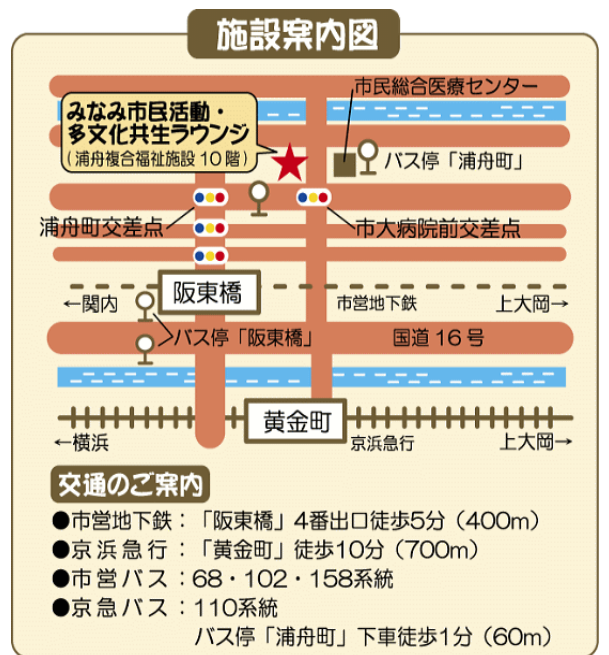 施設案内図
市民総合医療センター
みなみ市民活動・
多文化共生ラウンジ
(浦舟複合福祉施設10階)
バス停「浦舟町」
浦舟町交差点
市大病院前交差点
阪東橋
←関内
市営地下鉄
上大岡→
バス停「阪東橋」
国道16号
黄金町
←横浜
京浜急行
上大岡→
交通のご案内
●市営地下鉄：「阪東橋」4番出口徒歩5分（400m）
●京浜急行：「黄金町」徒歩10分（700m）
●市営バス：68・102・158系統
●京急バス：110系統
バス停「浦舟町」下車徒歩1分（60m）